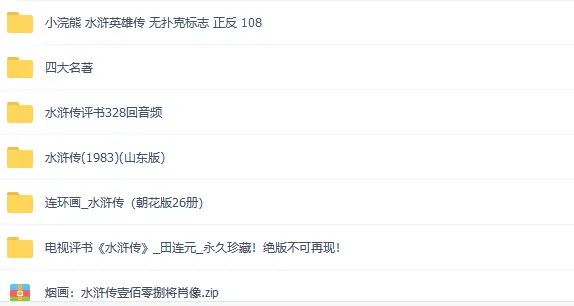 小浣熊 水浒英雄传 无扑克标志 正反 108
四大名著
水浒传评书328回音频
水浒传(1983)(山东版)
连环画_水浒传（朝花版26册）
电视评书《水浒传》_田连元_永久珍藏！绝版不可再现！
烟画：水浒传壹佰零捌将肖像.zip